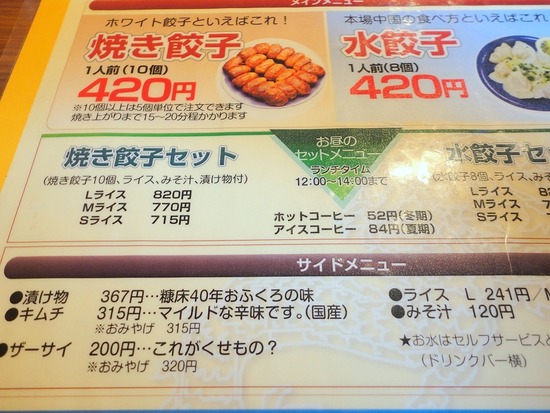 メインメニュー
ホワイト餃子といえばこれ！
焼き餃子
1人前(10個)
420円
※10個以上は5個単位で注文できます
焼き上がりまで15～20分程かかります
本場中国の食べ方といえばこれ
水餃子
1人前(8個)
420円
お昼の
セットメニュー
ランチタイム
12:00～14:00まで
焼き餃子セット
(焼き餃子10個、ライス、みそ汁、漬け物付)
Lライス 820円
Mライス 770円
Sライス 715円
水餃子セ
(水餃子8個、ライス、みそ
Lライス 8
Mライス
Sライス
ホットコーヒー 52円(冬期)
アイスコーヒー 84円(夏期)
サイドメニュー
●漬け物 367円…糠床40年おふくろの味
●キムチ 315円…マイルドな辛味です。(国産)
※おみやげ 315円
●ザーサイ 200円…これがくせもの？
※おみやげ 320円
●ライス L 241円/M
●みそ汁 120円
★お水はセルフサービスと
(ドリンクバー横)